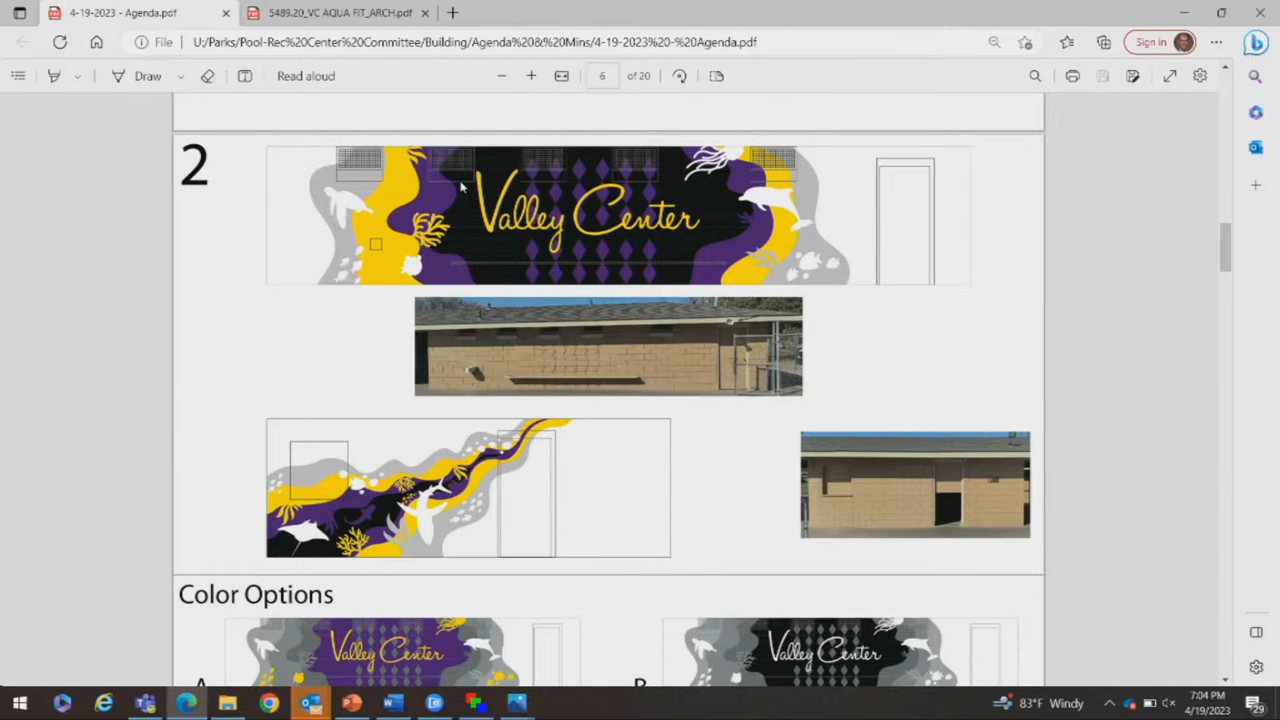 4-19-2023 - Agenda.pdf
5489.20_VC AQUA FIT_ARCH.pdf
File
U:/Parks/Pool-Rec%20Center%20Committee/Building/Agenda%20&%20Mins/4-19-2023%20-%20Agenda.pdf
Sign in
Draw
Read aloud
6
of 20
2
Valley Center
Color Options
Valley Center
Valley Center
A
B
83°F Windy
7:04 PM
4/19/2023
29